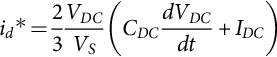 i_d* = \frac{2}{3} \frac{V_{DC}}{V_S} \left( C_{DC} \frac{dV_{DC}}{dt} + I_{DC} \right)